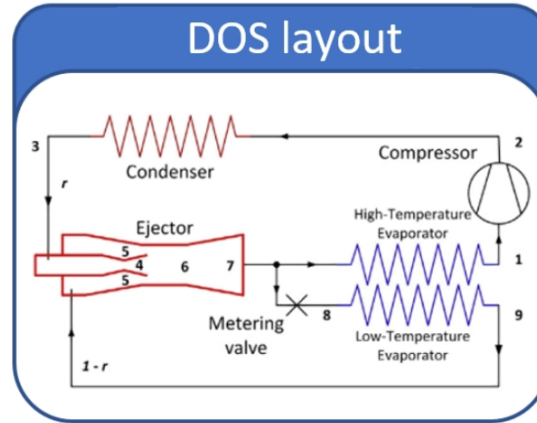 DOS layout
3
2
Condenser
Compressor
r
High-Temperature
Evaporator
Ejector
5
4
6
7
5
1
Metering
valve
8
9
Low-Temperature
Evaporator
1 - r